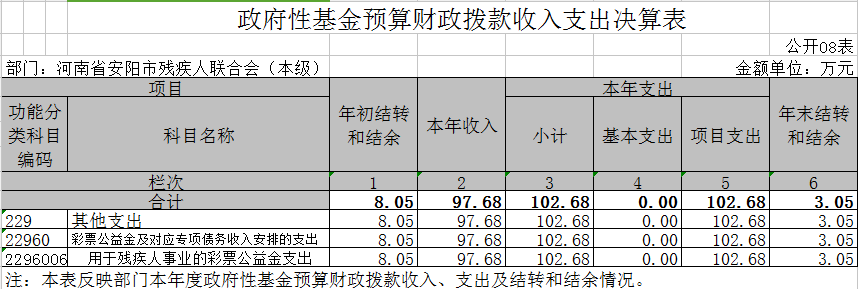 政府性基金预算财政拨款收入支出决算表
公开08表
部门：河南省安阳市残疾人联合会（本级） 金额单位：万元
项目 年初结转和结余 本年收入 本年支出 年末结转和结余
功能分类科目编码 科目名称 小计 基本支出 项目支出
栏次 1 2 3 4 5 6
合计 8.05 97.68 102.68 0.00 102.68 3.05
229 其他支出 8.05 97.68 102.68 0.00 102.68 3.05
22960 彩票公益金及对应专项债务收入安排的支出 8.05 97.68 102.68 0.00 102.68 3.05
2296006 用于残疾人事业的彩票公益金支出 8.05 97.68 102.68 0.00 102.68 3.05
注：本表反映部门本年度政府性基金预算财政拨款收入、支出及结转和结余情况。